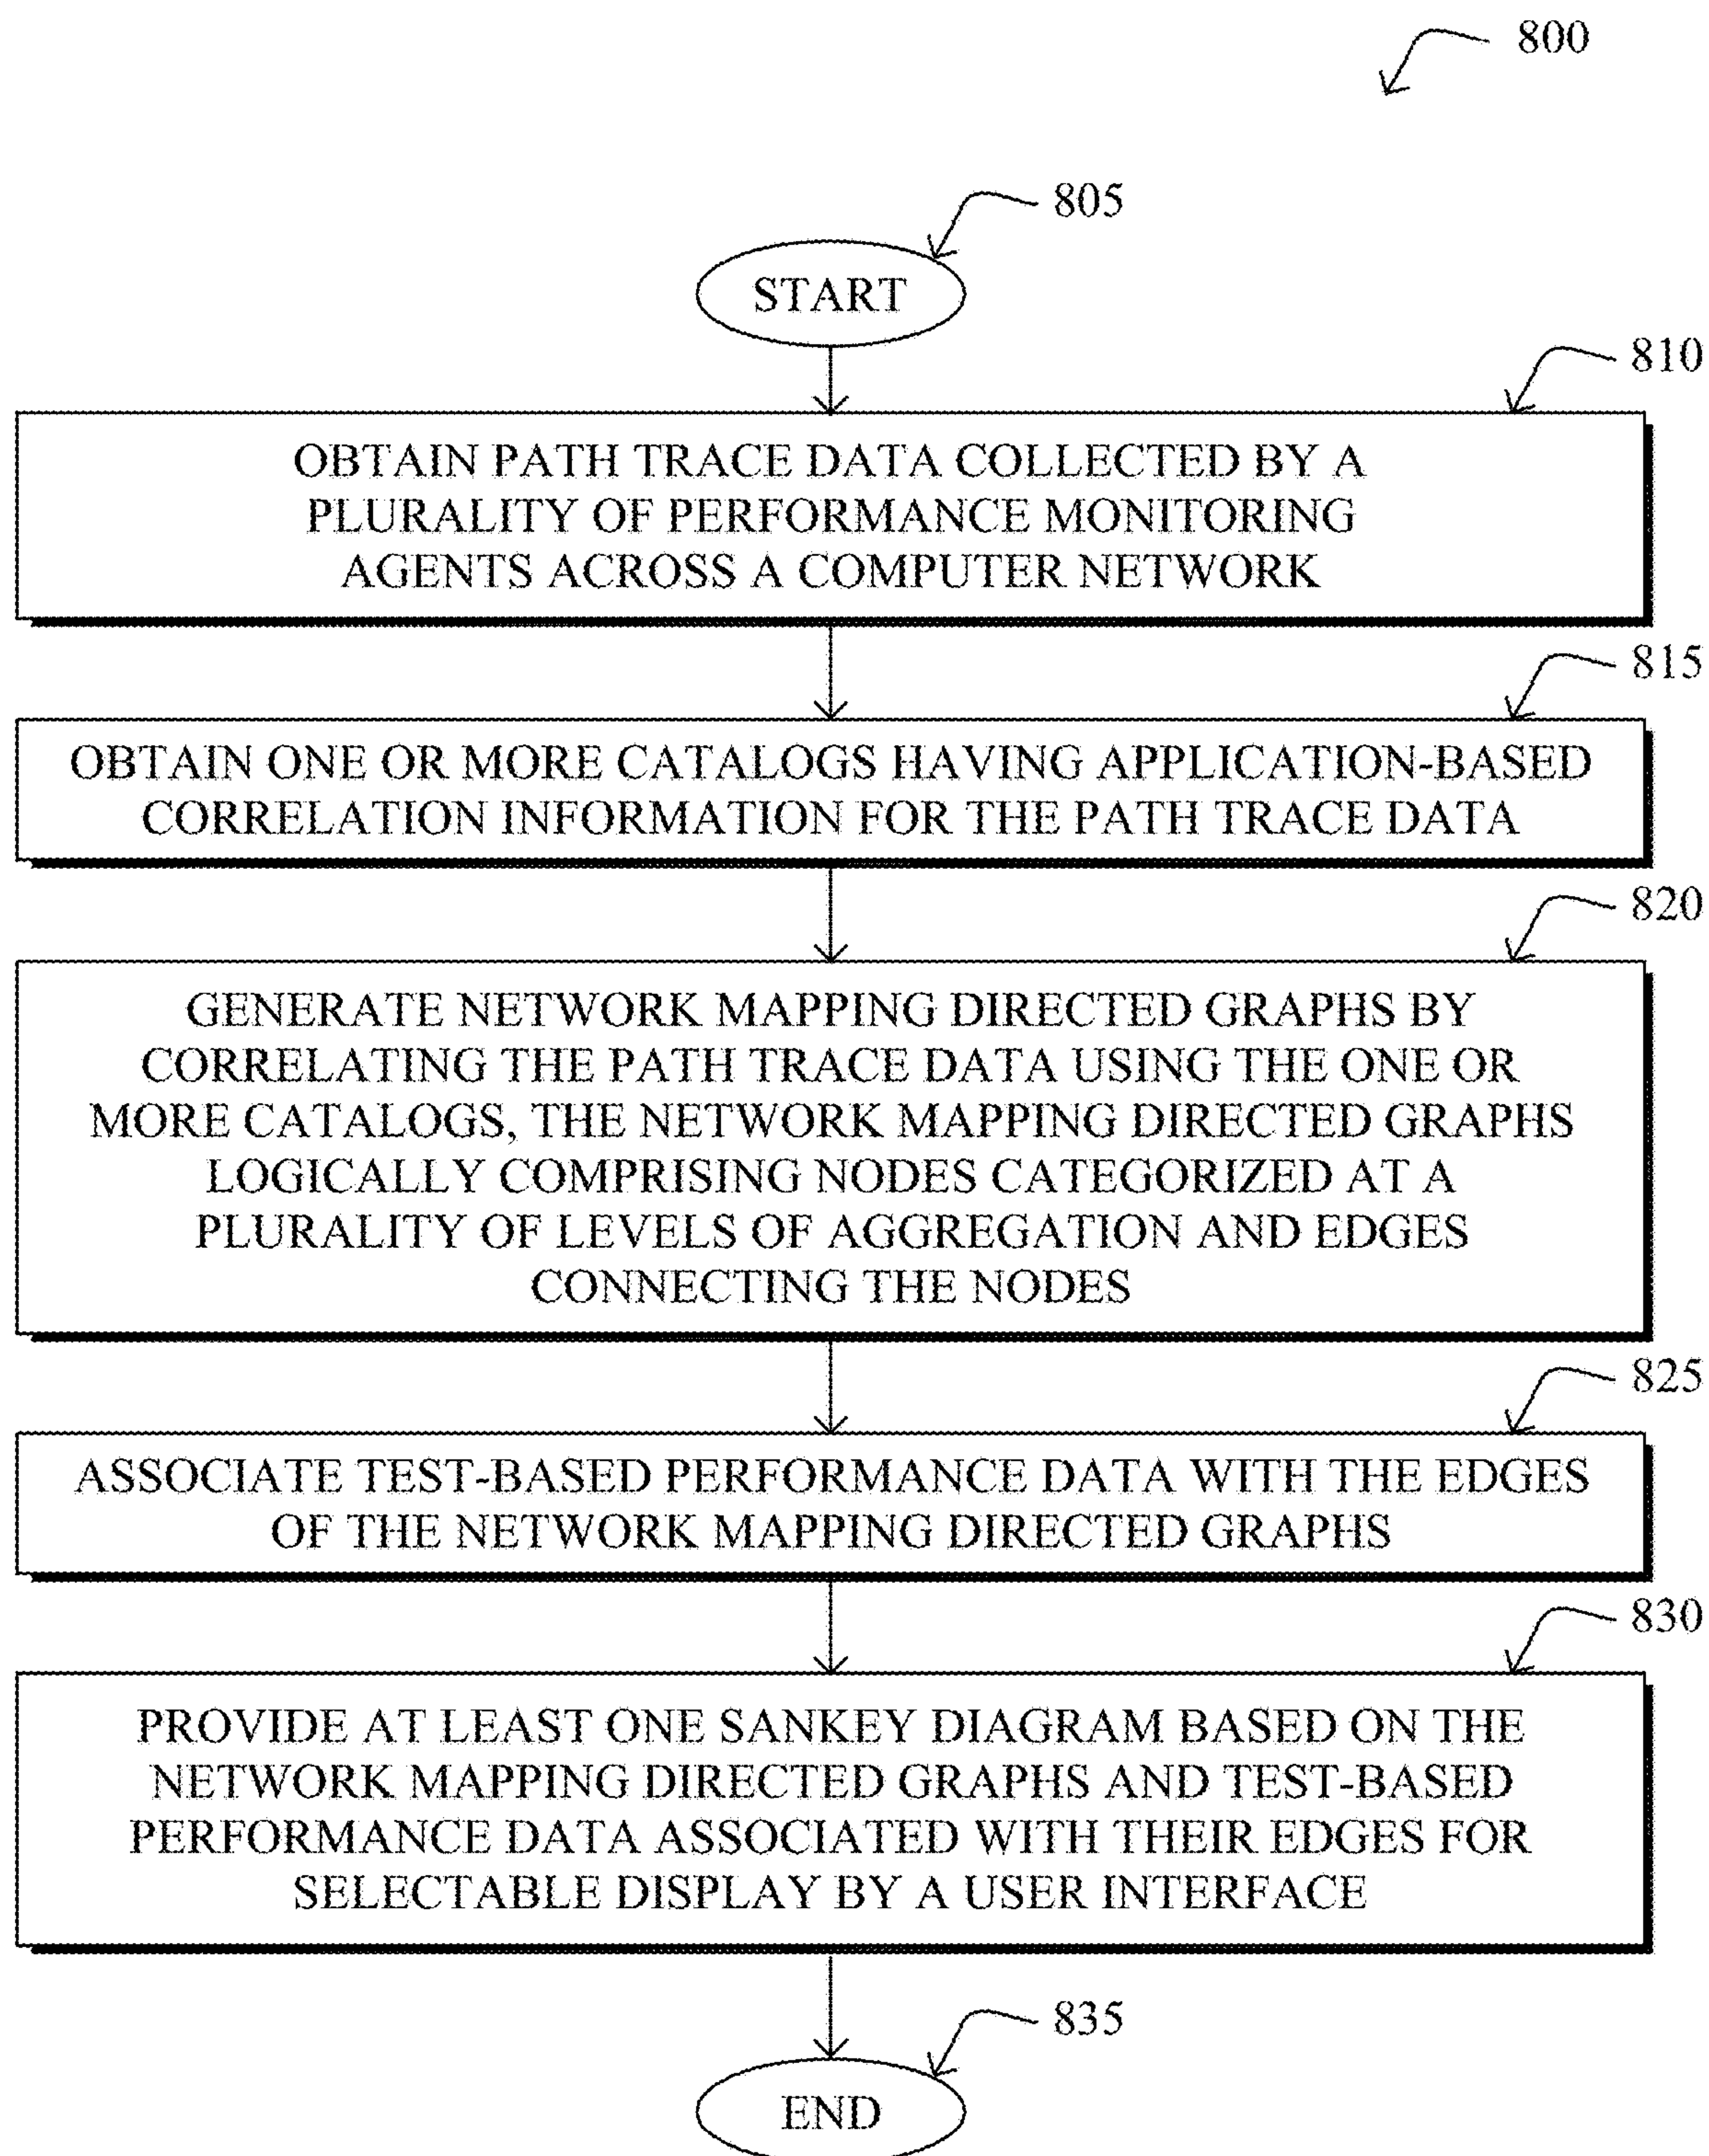 800
805
START
810
OBTAIN PATH TRACE DATA COLLECTED BY A
PLURALITY OF PERFORMANCE MONITORING
AGENTS ACROSS A COMPUTER NETWORK
815
OBTAIN ONE OR MORE CATALOGS HAVING APPLICATION-BASED
CORRELATION INFORMATION FOR THE PATH TRACE DATA
820
GENERATE NETWORK MAPPING DIRECTED GRAPHS BY
CORRELATING THE PATH TRACE DATA USING THE ONE OR
MORE CATALOGS, THE NETWORK MAPPING DIRECTED GRAPHS
LOGICALLY COMPRISING NODES CATEGORIZED AT A
PLURALITY OF LEVELS OF AGGREGATION AND EDGES
CONNECTING THE NODES
825
ASSOCIATE TEST-BASED PERFORMANCE DATA WITH THE EDGES
OF THE NETWORK MAPPING DIRECTED GRAPHS
830
PROVIDE AT LEAST ONE SANKEY DIAGRAM BASED ON THE
NETWORK MAPPING DIRECTED GRAPHS AND TEST-BASED
PERFORMANCE DATA ASSOCIATED WITH THEIR EDGES FOR
SELECTABLE DISPLAY BY A USER INTERFACE
835
END